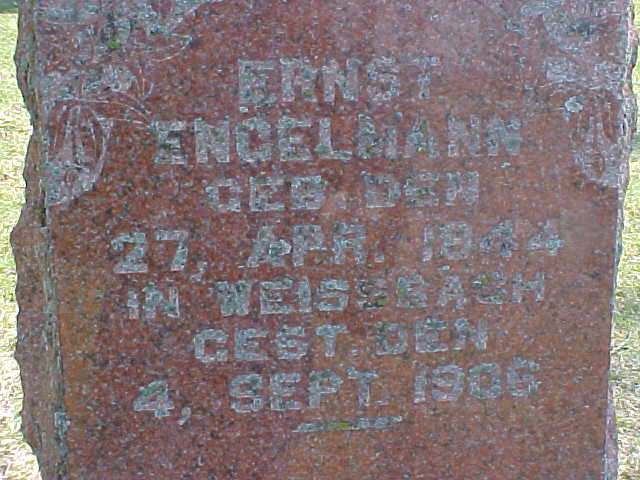 ERNST
ENGELMANN
GEB. DEN
27, APR. 1844
IN WEISSBACH
GEST. DEN
4, SEPT. 1906